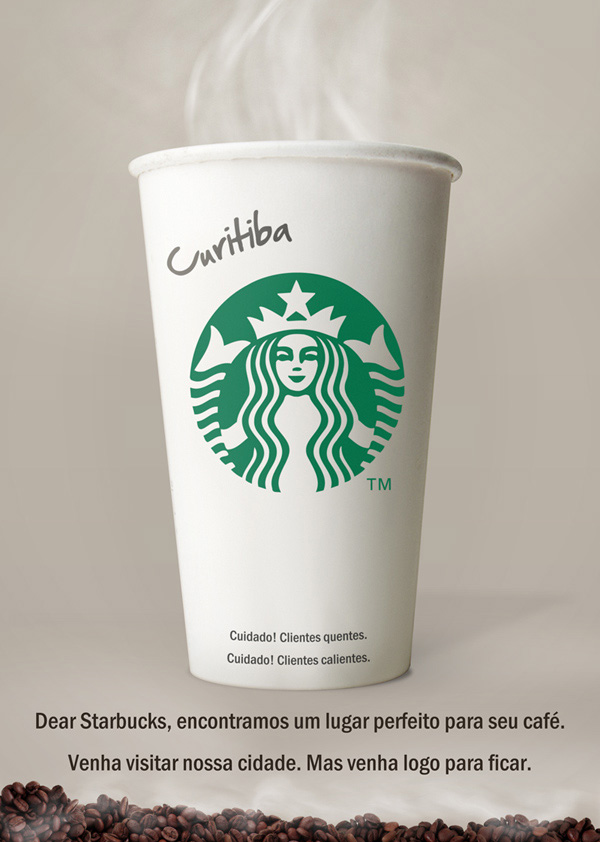 Curitiba
TM
Cuidado! Clientes quentes.
Cuidado! Clientes calientes.
Dear Starbucks, encontramos um lugar perfeito para seu café.
Venha visitar nossa cidade. Mas venha logo para ficar.